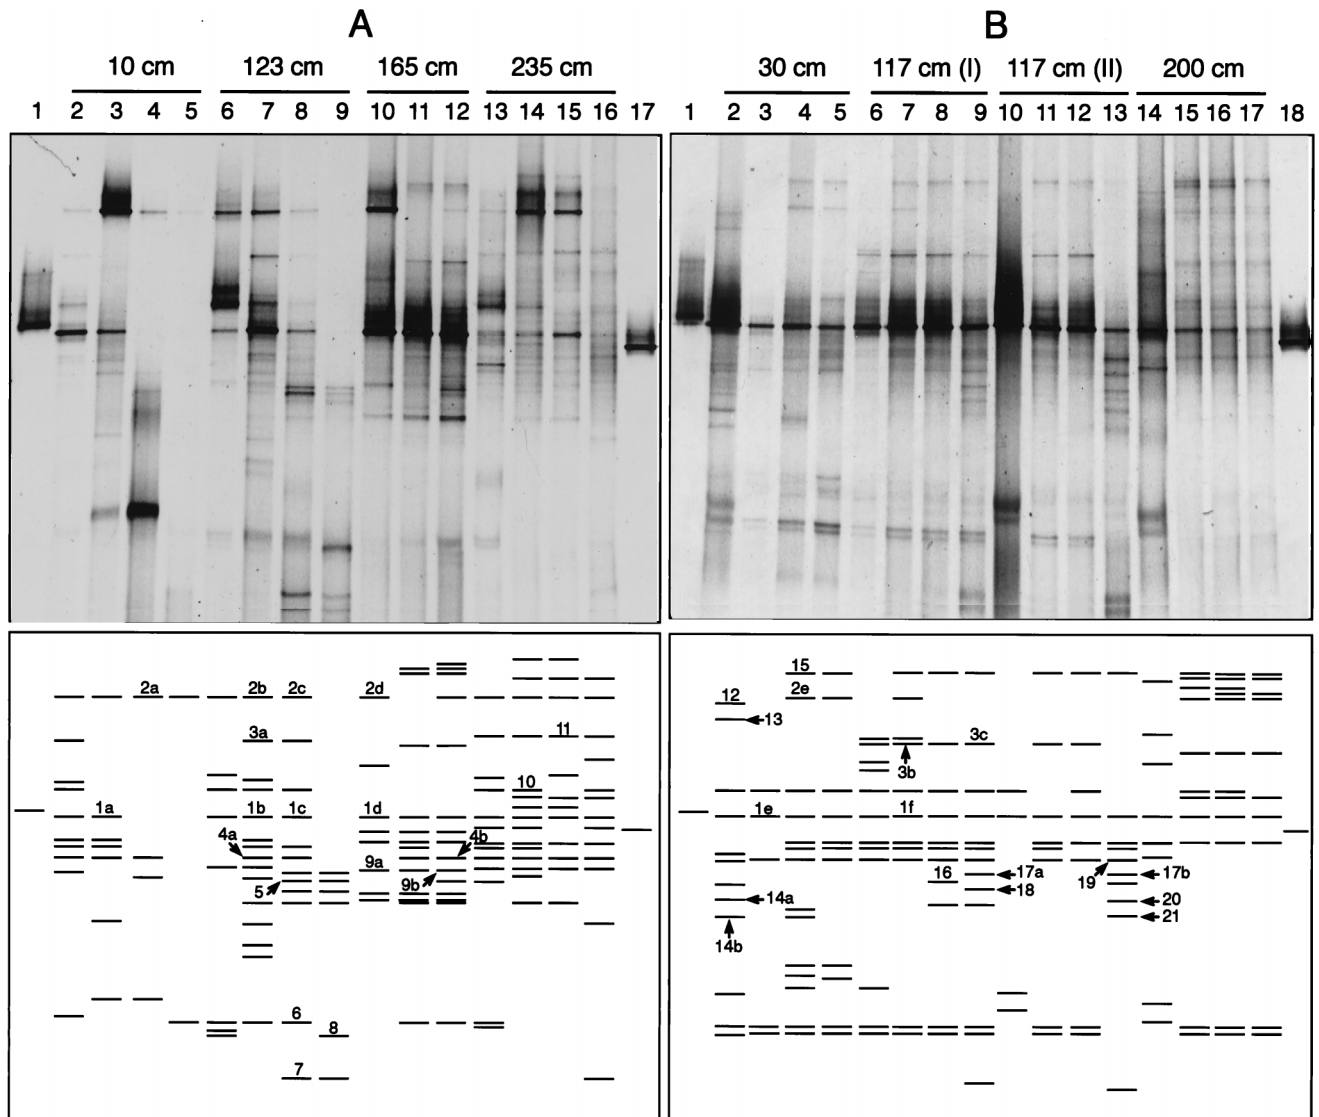 A B
10 cm 123 cm 165 cm 235 cm 30 cm 117 cm (I) 117 cm (II) 200 cm
1 2 3 4 5 6 7 8 9 10 11 12 13 14 15 16 17 1 2 3 4 5 6 7 8 9 10 11 12 13 14 15 16 17 18
15
2a 2b 2c 2d 12 2e
13
3a 11 3c
3b
10
1a 1b 1c 1d 1e 1f
4a 4b
9a 16 17a 17b
5 9b 19 18
14a 20
21
14b
6
8
7